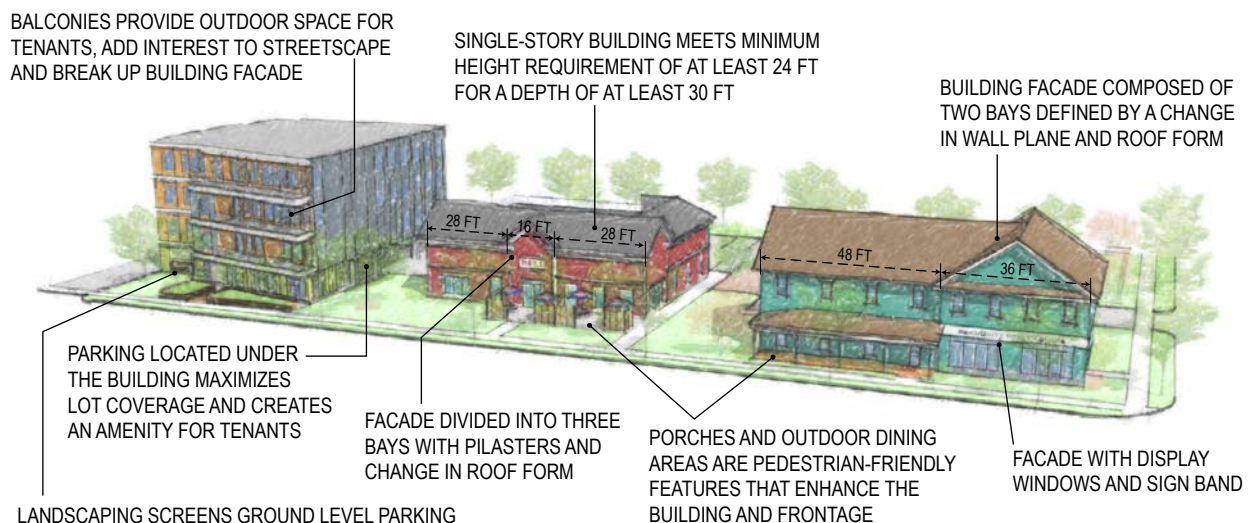 BALCONIES PROVIDE OUTDOOR SPACE FOR
TENANTS, ADD INTEREST TO STREETSCAPE
AND BREAK UP BUILDING FACADE
SINGLE-STORY BUILDING MEETS MINIMUM
HEIGHT REQUIREMENT OF AT LEAST 24 FT
FOR A DEPTH OF AT LEAST 30 FT
BUILDING FACADE COMPOSED OF
TWO BAYS DEFINED BY A CHANGE
IN WALL PLANE AND ROOF FORM
28 FT
16 FT
28 FT
48 FT
36 FT
PARKING LOCATED UNDER
THE BUILDING MAXIMIZES
LOT COVERAGE AND CREATES
AN AMENITY FOR TENANTS
FACADE DIVIDED INTO THREE
BAYS WITH PILASTERS AND
CHANGE IN ROOF FORM
PORCHES AND OUTDOOR DINING
AREAS ARE PEDESTRIAN-FRIENDLY
FEATURES THAT ENHANCE THE
BUILDING AND FRONTAGE
FACADE WITH DISPLAY
WINDOWS AND SIGN BAND
LANDSCAPING SCREENS GROUND LEVEL PARKING